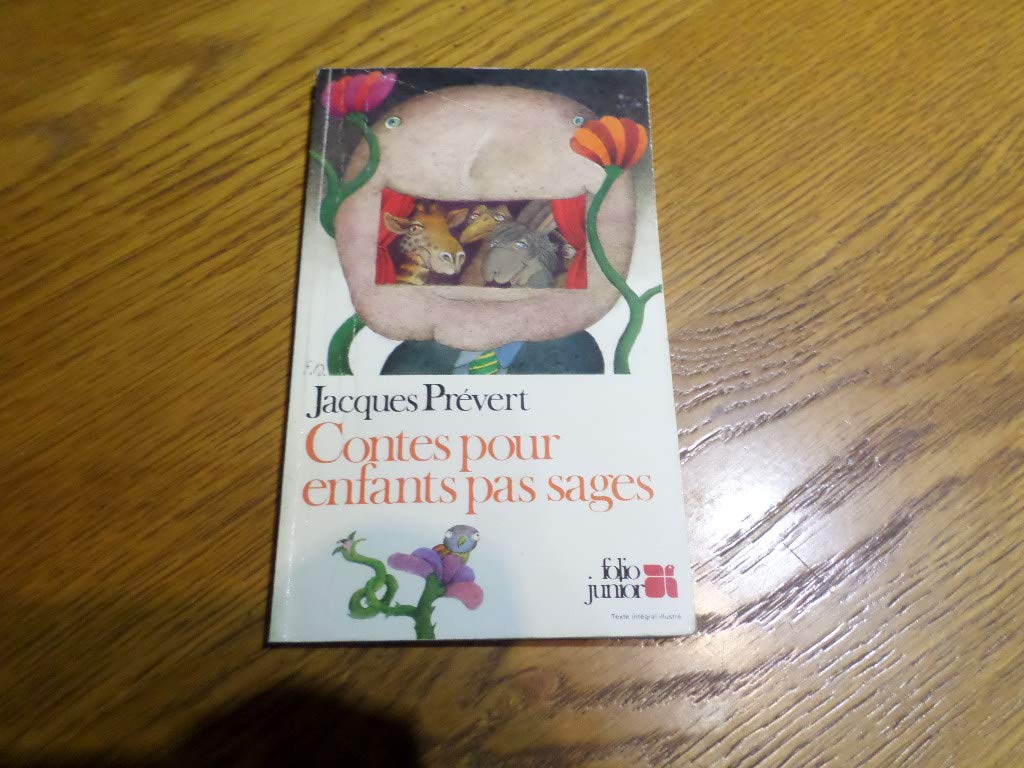 Jacques Prévert
Contes pour
enfants pas sages
folio
junior
Texte intégral illustré